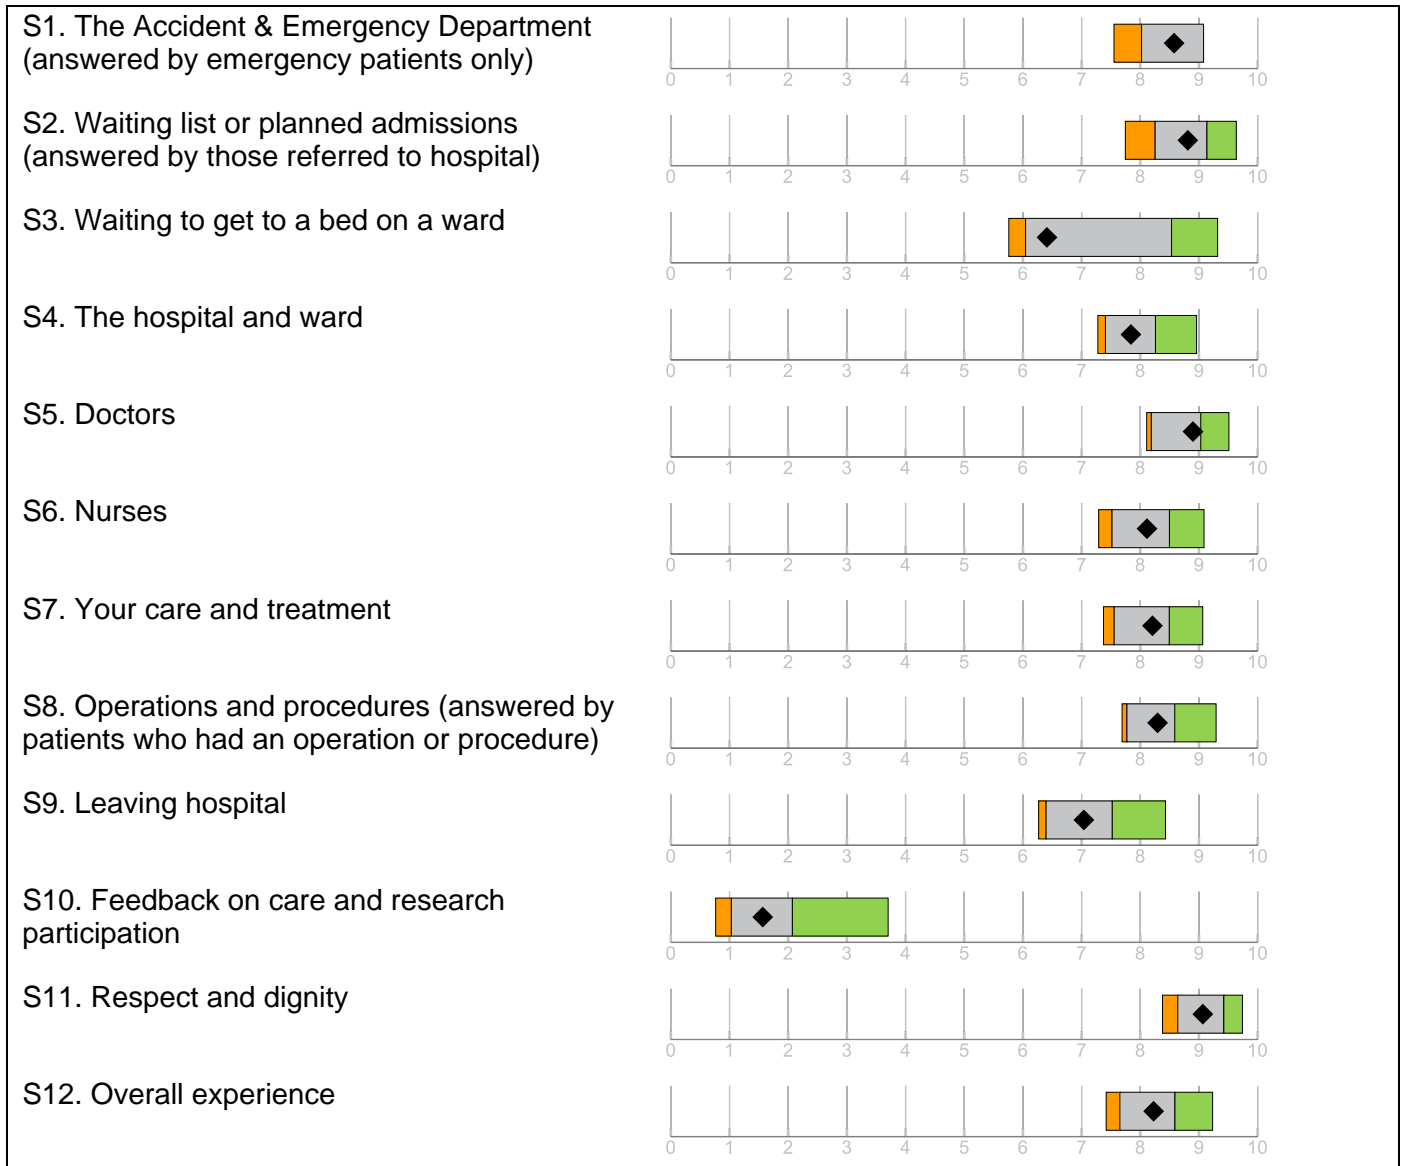 S1. The Accident & Emergency Department
(answered by emergency patients only)
0 1 2 3 4 5 6 7 8 9 10
S2. Waiting list or planned admissions
(answered by those referred to hospital)
0 1 2 3 4 5 6 7 8 9 10
S3. Waiting to get to a bed on a ward
0 1 2 3 4 5 6 7 8 9 10
S4. The hospital and ward
0 1 2 3 4 5 6 7 8 9 10
S5. Doctors
0 1 2 3 4 5 6 7 8 9 10
S6. Nurses
0 1 2 3 4 5 6 7 8 9 10
S7. Your care and treatment
0 1 2 3 4 5 6 7 8 9 10
S8. Operations and procedures (answered by
patients who had an operation or procedure)
0 1 2 3 4 5 6 7 8 9 10
S9. Leaving hospital
0 1 2 3 4 5 6 7 8 9 10
S10. Feedback on care and research
participation
0 1 2 3 4 5 6 7 8 9 10
S11. Respect and dignity
0 1 2 3 4 5 6 7 8 9 10
S12. Overall experience
0 1 2 3 4 5 6 7 8 9 10